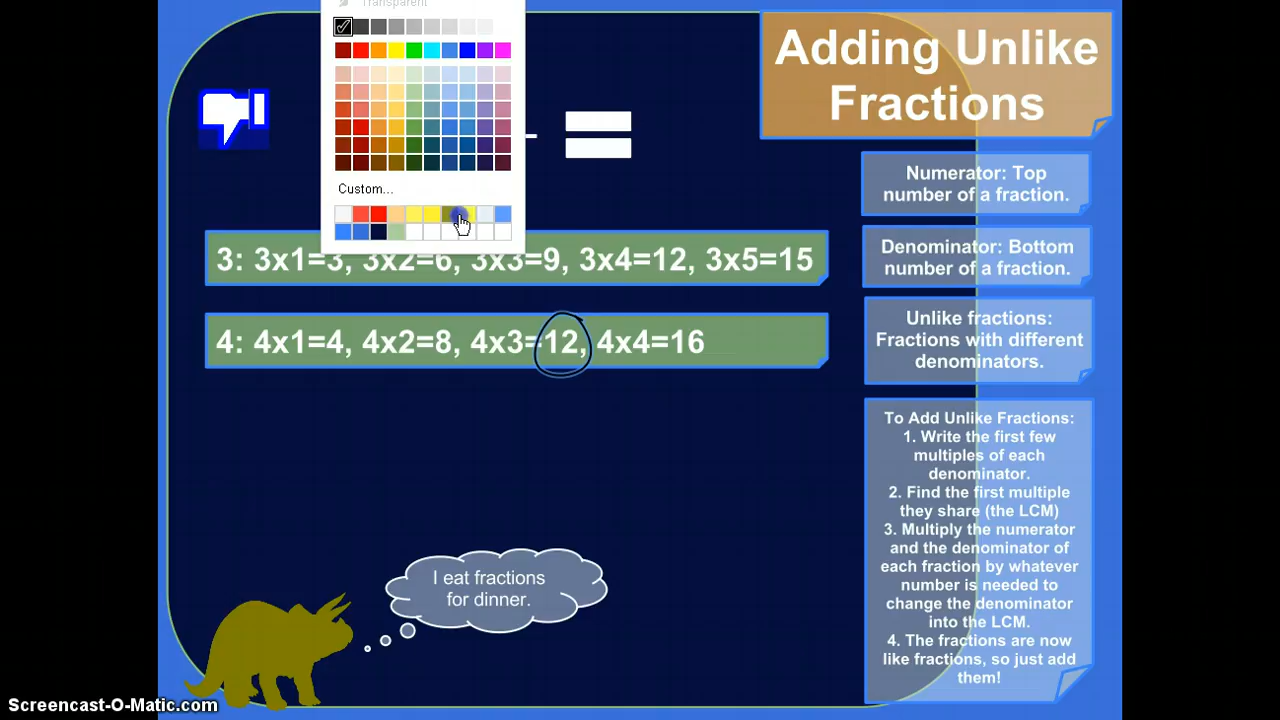 Transparent
Adding Unlike
Fractions
Numerator: Top
number of a fraction.
Custom...
Denominator: Bottom
number of a fraction.
3: 3x1=3, 3x2=6, 3x3=9, 3x4=12, 3x5=15
4: 4x1=4, 4x2=8, 4x3=12, 4x4=16
Unlike fractions:
Fractions with different
denominators.
To Add Unlike Fractions:
1. Write the first few
multiples of each
denominator.
2. Find the first multiple
they share (the LCM)
3. Multiply the numerator
and the denominator of
each fraction by whatever
number is needed to
change the denominator
into the LCM.
4. The fractions are now
like fractions, so just add
them!
I eat fractions
for dinner.
Screencast-O-Matic.com